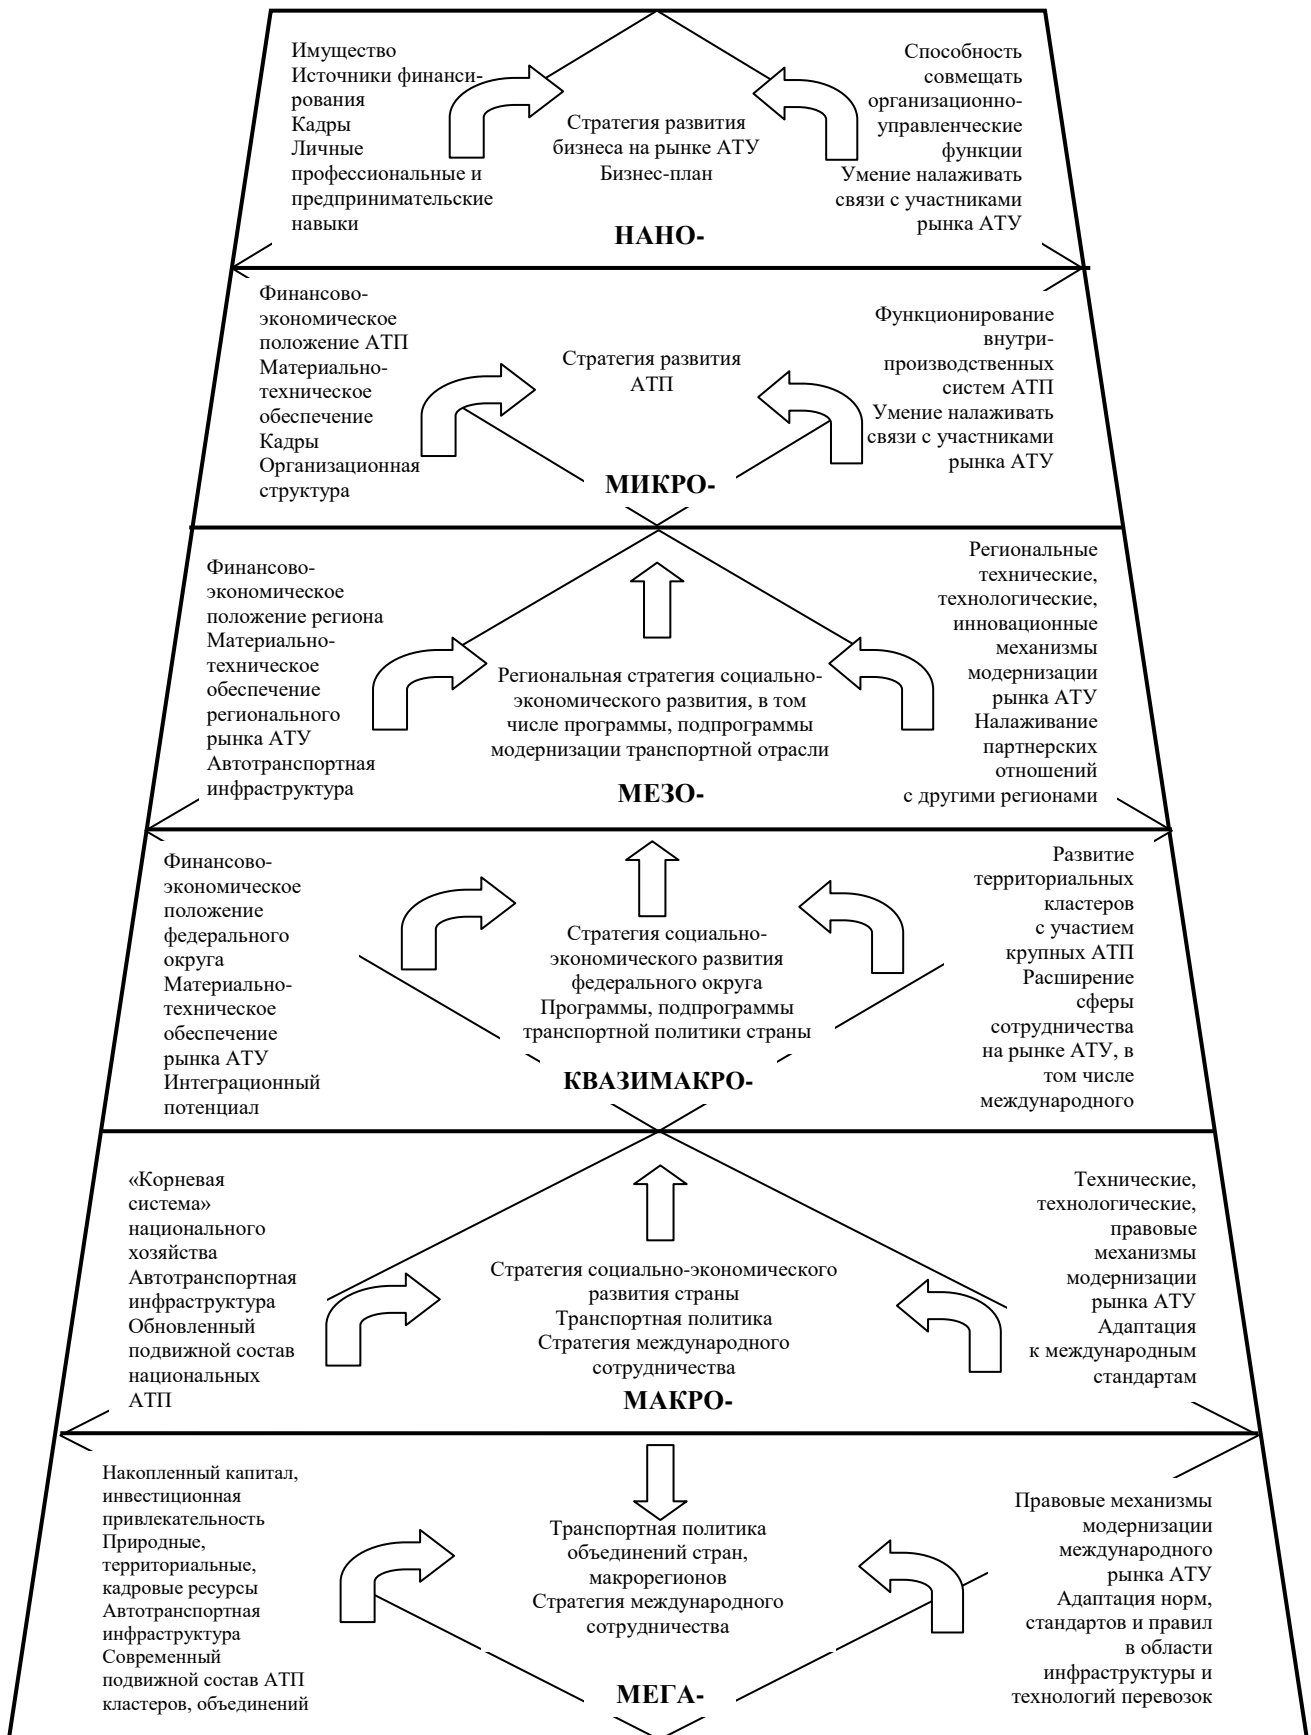 Имущество
Источники финанси-
рования
Кадры
Личные
профессиональные и
предпринимательские
навыки
Стратегия развития
бизнеса на рынке АТУ
Бизнес-план
Способность
совмещать
организационно-
управленческие
функции
Умение налаживать
связи с участниками
рынка АТУ
НАНО-
Финансово-
экономическое
положение АТП
Материально-
техническое
обеспечение
Кадры
Организационная
структура
Стратегия развития
АТП
Функционирование
внутри-
производственных
систем АТП
Умение налаживать
связи с участниками
рынка АТУ
МИКРО-
Финансово-
экономическое
положение региона
Материально-
техническое
обеспечение
регионального
рынка АТУ
Автотранспортная
инфраструктура
Региональная стратегия социально-
экономического развития, в том
числе программы, подпрограммы
модернизации транспортной отрасли
Региональные
технические,
технологические,
инновационные
механизмы
модернизации
рынка АТУ
Налаживание
партнерских
отношений
с другими регионами
МЕЗО-
Финансово-
экономическое
положение
федерального
округа
Материально-
техническое
обеспечение
рынка АТУ
Интеграционный
потенциал
Стратегия социально-
экономического развития
федерального округа
Программы, подпрограммы
транспортной политики страны
Развитие
территориальных
кластеров
с участием
крупных АТП
Расширение
сферы
сотрудничества
на рынке АТУ, в
том числе
международного
КВАЗИМАКРО-
«Корневая
система»
национального
хозяйства
Автотранспортная
инфраструктура
Обновленный
подвижной состав
национальных
АТП
Стратегия социально-экономического
развития страны
Транспортная политика
Стратегия международного
сотрудничества
Технические,
технологические,
правовые
механизмы
модернизации
рынка АТУ
Адаптация
к международным
стандартам
МАКРО-
Накопленный капитал,
инвестиционная
привлекательность
Природные,
территориальные,
кадровые ресурсы
Автотранспортная
инфраструктура
Современный
подвижной состав АТП
кластеров, объединений
Транспортная политика
объединений стран,
макрорегионов
Стратегия международного
сотрудничества
Правовые механизмы
модернизации
международного
рынка АТУ
Адаптация норм,
стандартов и правил
в области
инфраструктуры и
технологий перевозок
МЕГА-